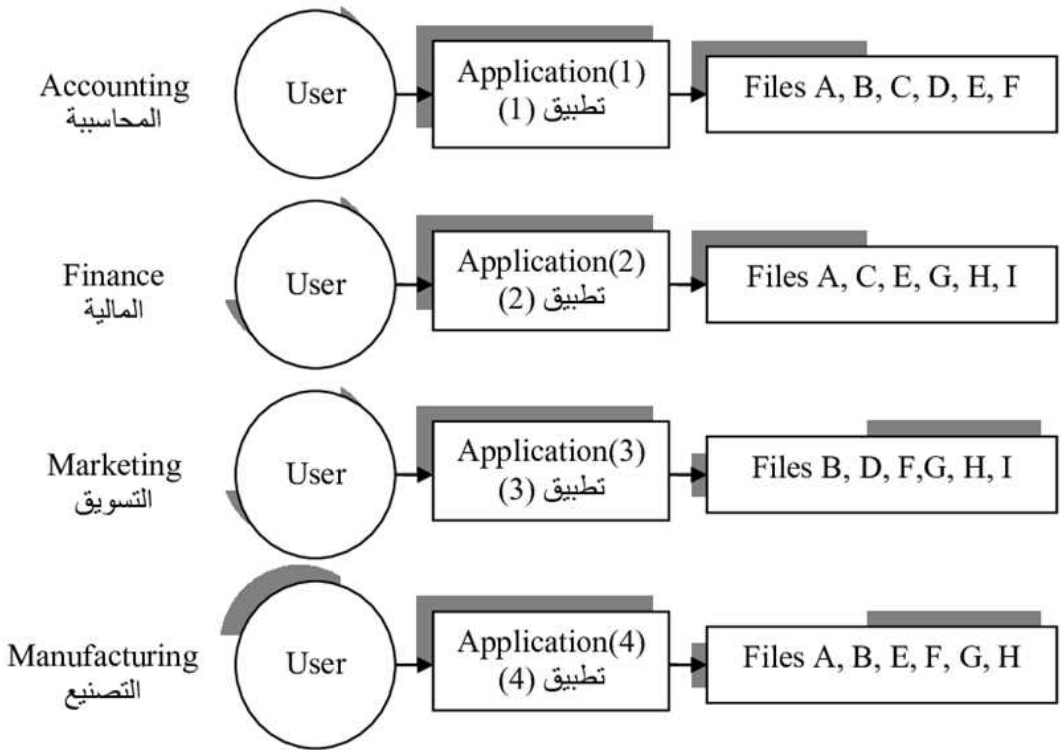 Accounting
المحاسببة
User
Application(1)
تطبيق (1)
Files A, B, C, D, E, F
Finance
المالية
User
Application(2)
تطبيق (2)
Files A, C, E, G, H, I
Marketing
التسويق
User
Application(3)
تطبيق (3)
Files B, D, F,G, H, I
Manufacturing
التصنيع
User
Application(4)
تطبيق (4)
Files A, B, E, F, G, H